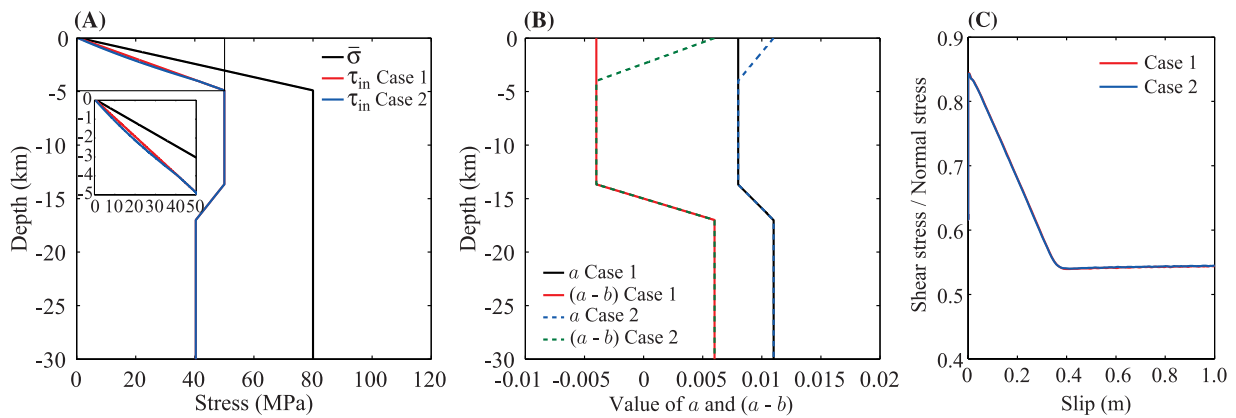 (A)
0
-5
-10
-15
-20
-25
-30
Depth (km)
0 20 40 60 80 100 120
Stress (MPa)
σ̄
τin Case 1
τin Case 2
0
-1
-2
-3
-4
-5
0 10 20 30 40 50
(B)
0
-5
-10
-15
-20
-25
-30
Depth (km)
-0.01 -0.005 0 0.005 0.01 0.015 0.02
Value of a and (a - b)
a Case 1
(a - b) Case 1
a Case 2
(a - b) Case 2
(C)
0.9
0.8
0.7
0.6
0.5
0.4
Shear stress / Normal stress
0 0.2 0.4 0.6 0.8 1.0
Slip (m)
Case 1
Case 2